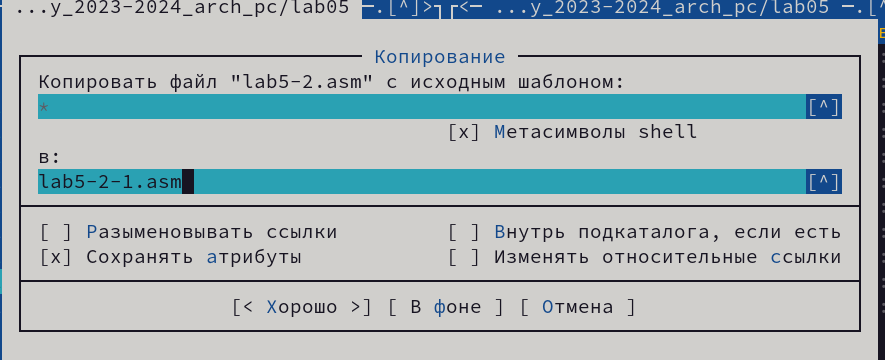 ...y_2023-2024_arch_pc/lab05 .[^]> <─ ...y_2023-2024_arch_pc/lab05 ─.[^
Копирование
Копировать файл "lab5-2.asm" с исходным шаблоном:
* [^]
[x] Метасимволы shell
в:
lab5-2-1.asm [^]
[ ] Разыменовывать ссылки [ ] Внутрь подкаталога, если есть
[x] Сохранять атрибуты [ ] Изменять относительные ссылки
[< Хорошо >] [ В фоне ] [ Отмена ]